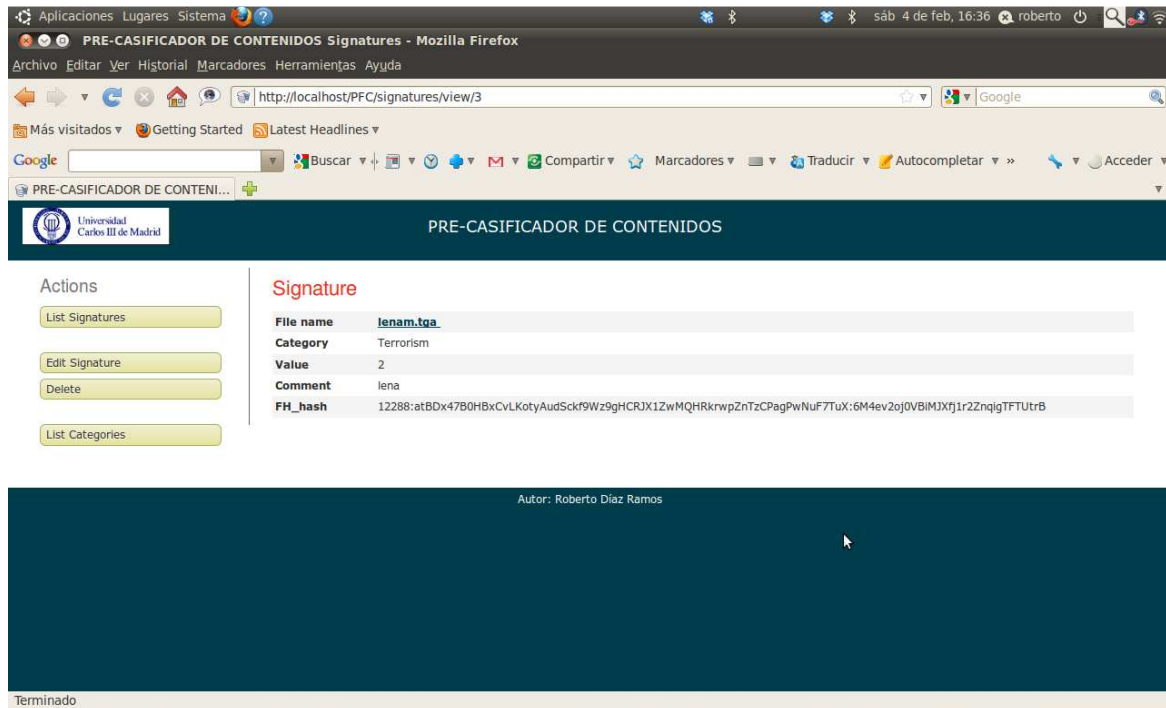 Aplicaciones Lugares Sistema sáb 4 de feb, 16:36 roberto
PRE-CASIFICADOR DE CONTENIDOS Signatures - Mozilla Firefox
Archivo Editar Ver Historial Marcadores Herramientas Ayuda
http://localhost/PFC/signatures/view/3 Google
Más visitados Getting Started Latest Headlines
Google Buscar Compartir Marcadores Traducir Autocompletar » Acceder
PRE-CASIFICADOR DE CONTENI...
Universidad
Carlos III de Madrid
PRE-CASIFICADOR DE CONTENIDOS
Actions
List Signatures
Edit Signature
Delete
List Categories
Signature
File name lenam.tga
Category Terrorism
Value 2
Comment lena
FH_hash 12288:atBDx47B0HBxCvLKotyAudSckf9Wz9gHCRJX1ZwMQHRkrwpZnTzCPagPwNuF7TuX:6M4ev2oj0VBiMJXfj1r2ZnqigTFTUtrB
Autor: Roberto Díaz Ramos
Terminado